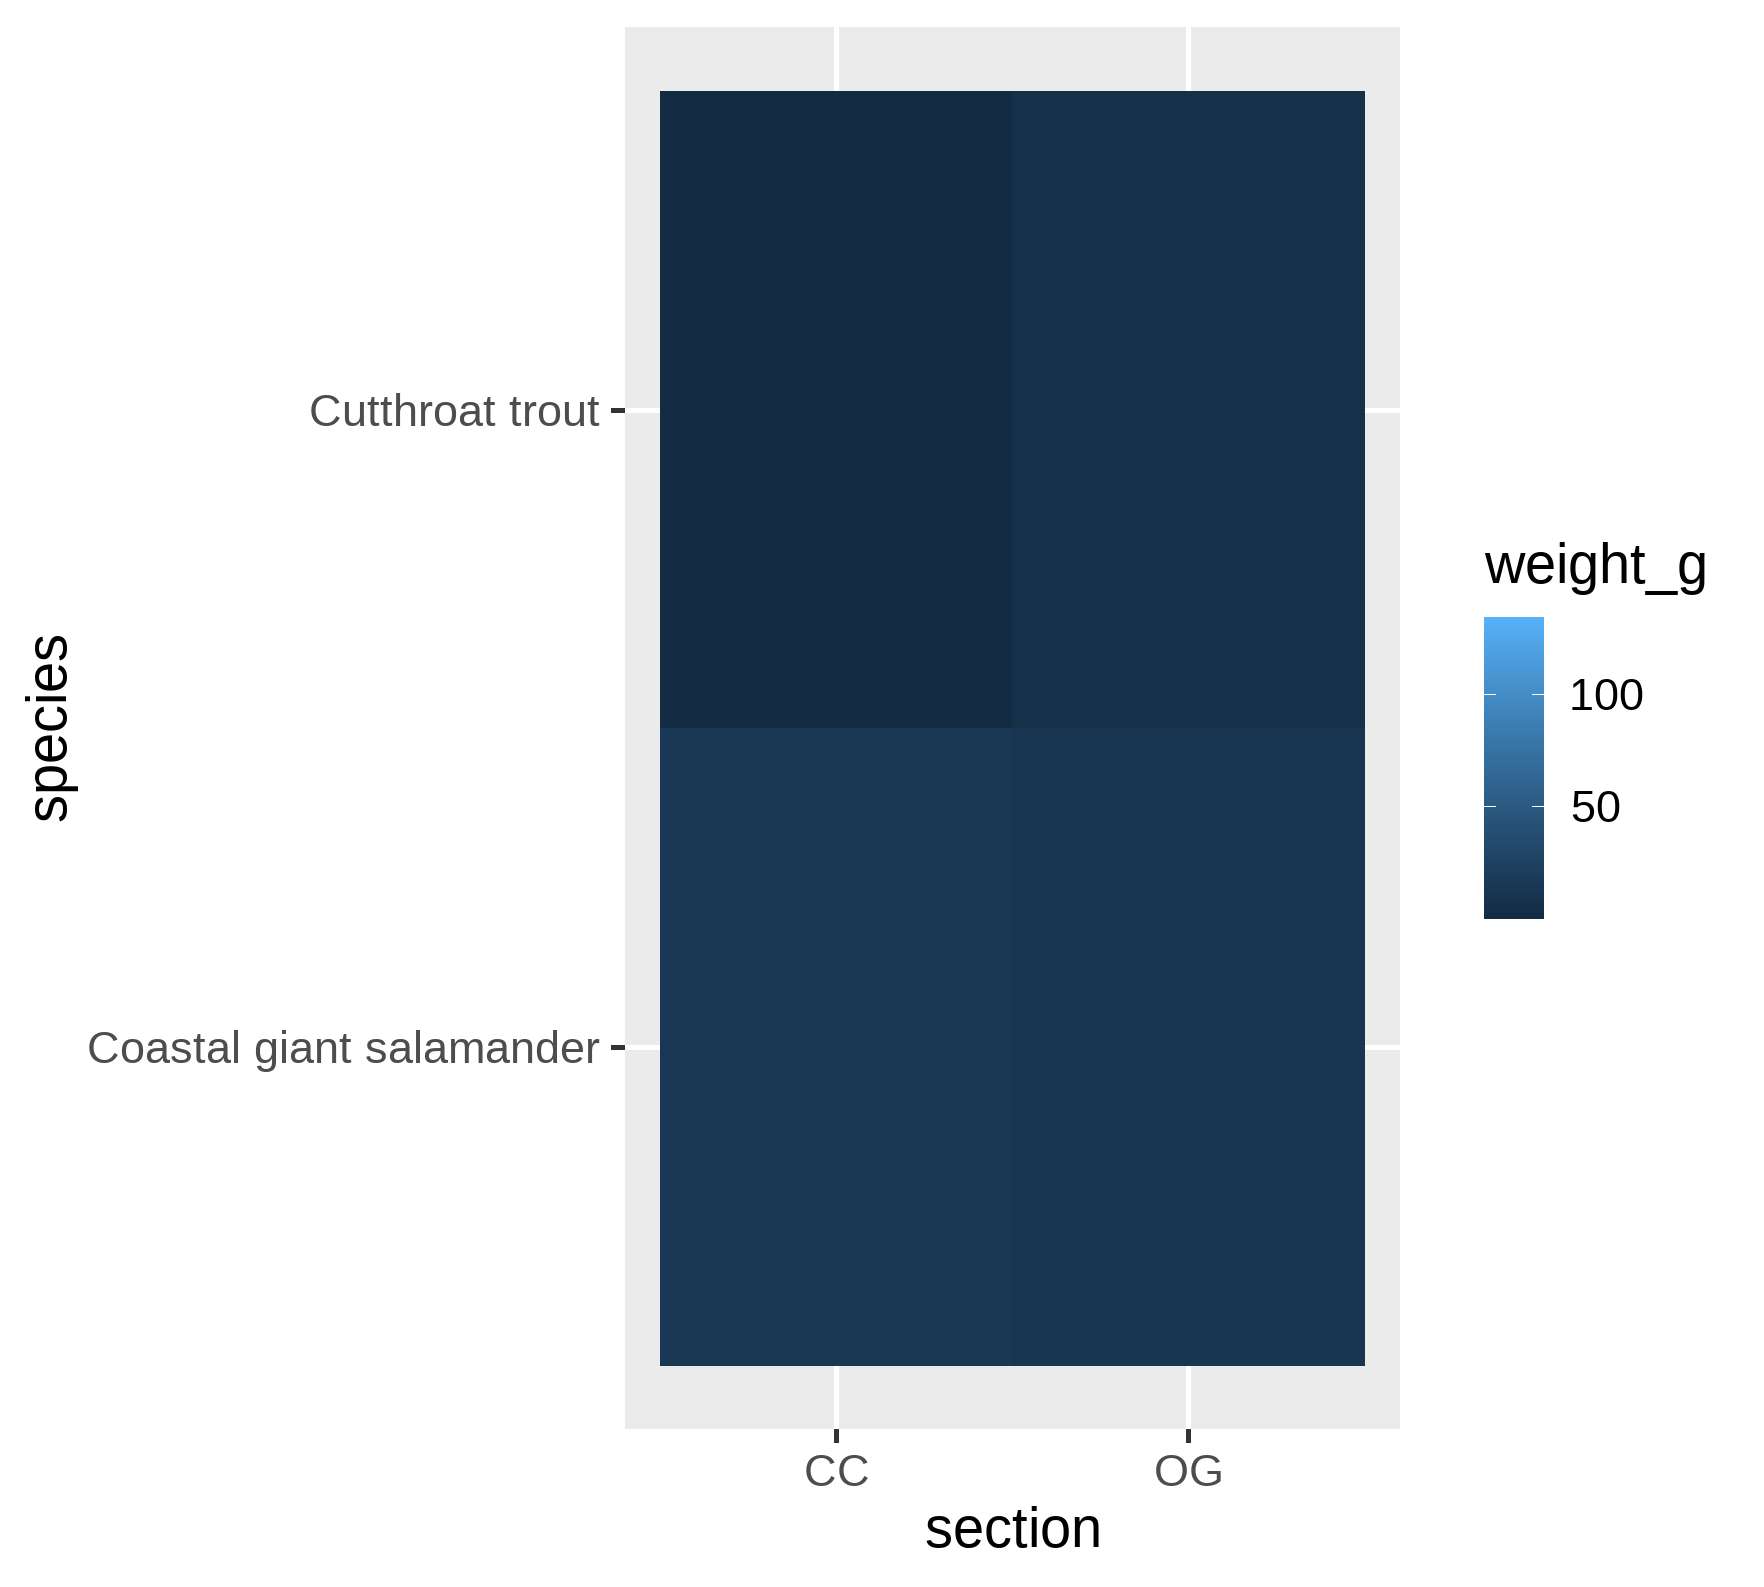 species
Cutthroat trout
Coastal giant salamander
CC
OG
section
weight_g
100
50